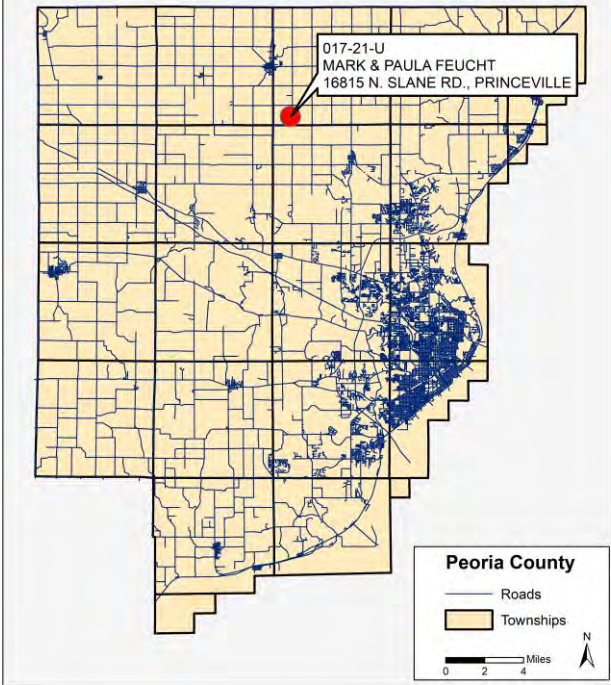 017-21-U
MARK & PAULA FEUCHT
16815 N. SLANE RD., PRINCEVILLE
Peoria County
Roads
Townships
N
Miles
0 2 4